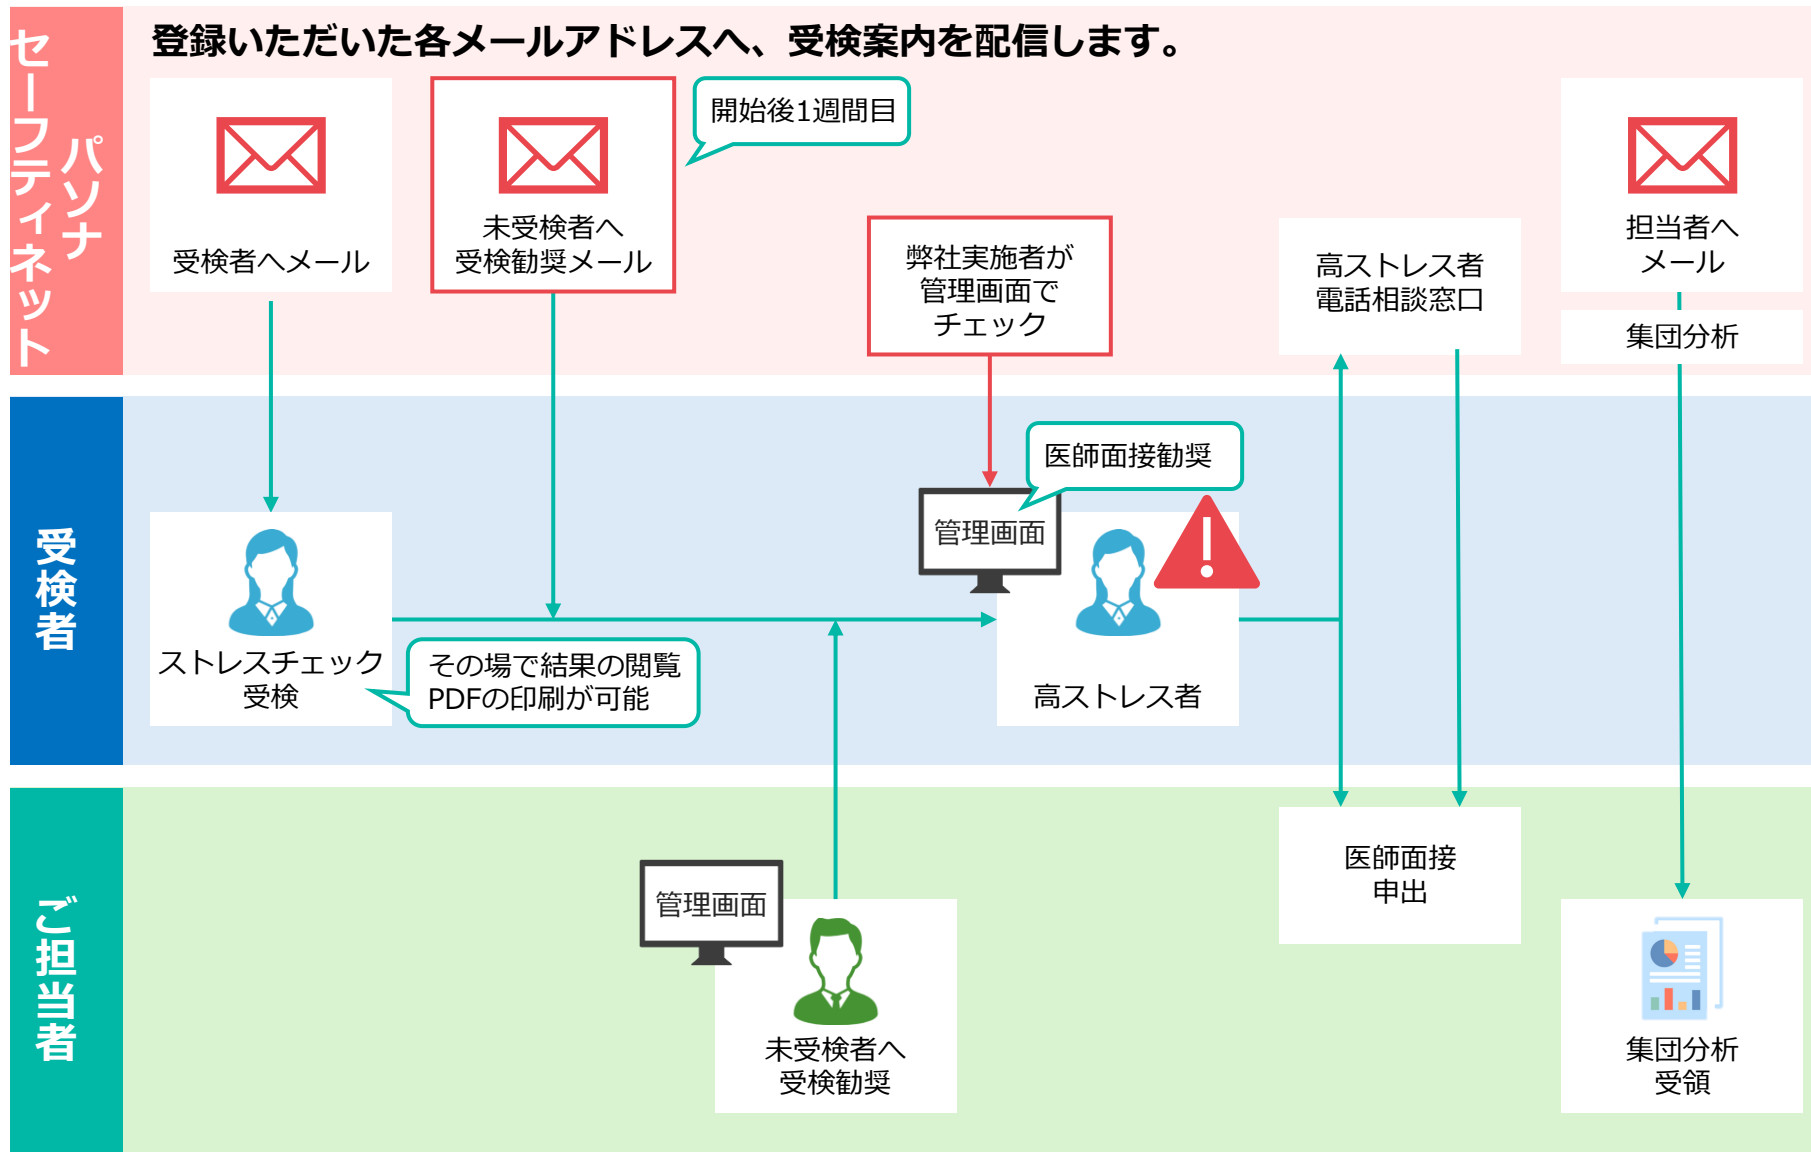 登録いただいた各メールアドレスへ、受検案内を配信します。
パソナ
セーフティネット
受検者へメール
未受検者へ
受検勧奨メール
開始後1週間目
弊社実施者が
管理画面で
チェック
高ストレス者
電話相談窓口
担当者へ
メール
集団分析
受検者
ストレスチェック
受検
その場で結果の閲覧
PDFの印刷が可能
管理画面
医師面接勧奨
高ストレス者
ご担当者
管理画面
未受検者へ
受検勧奨
医師面接
申出
集団分析
受領